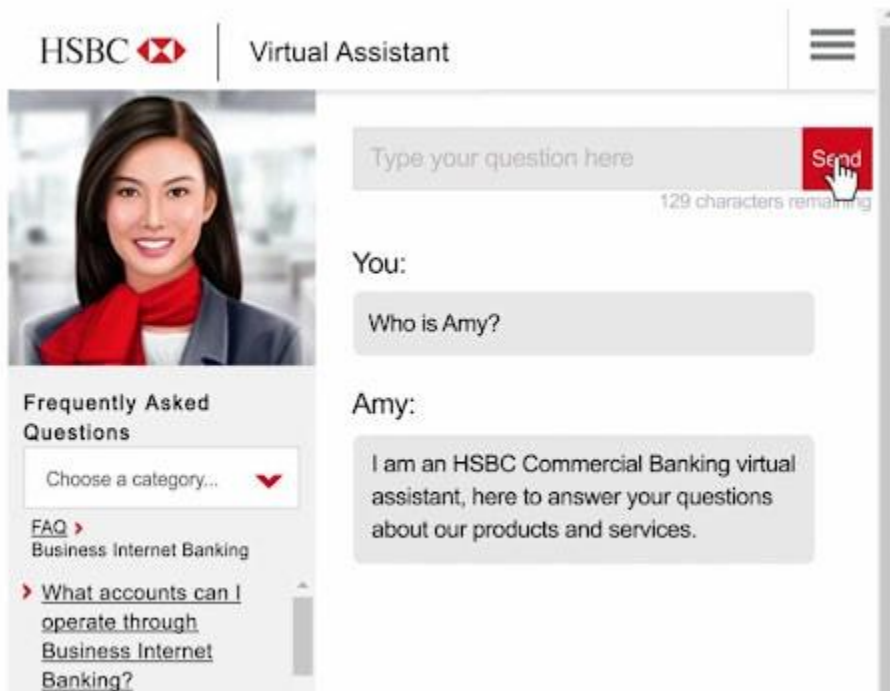 HSBC
Virtual Assistant
Type your question here
Send
129 characters remaining
You:
Who is Amy?
Amy:
I am an HSBC Commercial Banking virtual
assistant, here to answer your questions
about our products and services.
Frequently Asked
Questions
Choose a category...
FAQ
Business Internet Banking
What accounts can I
operate through
Business Internet
Banking?